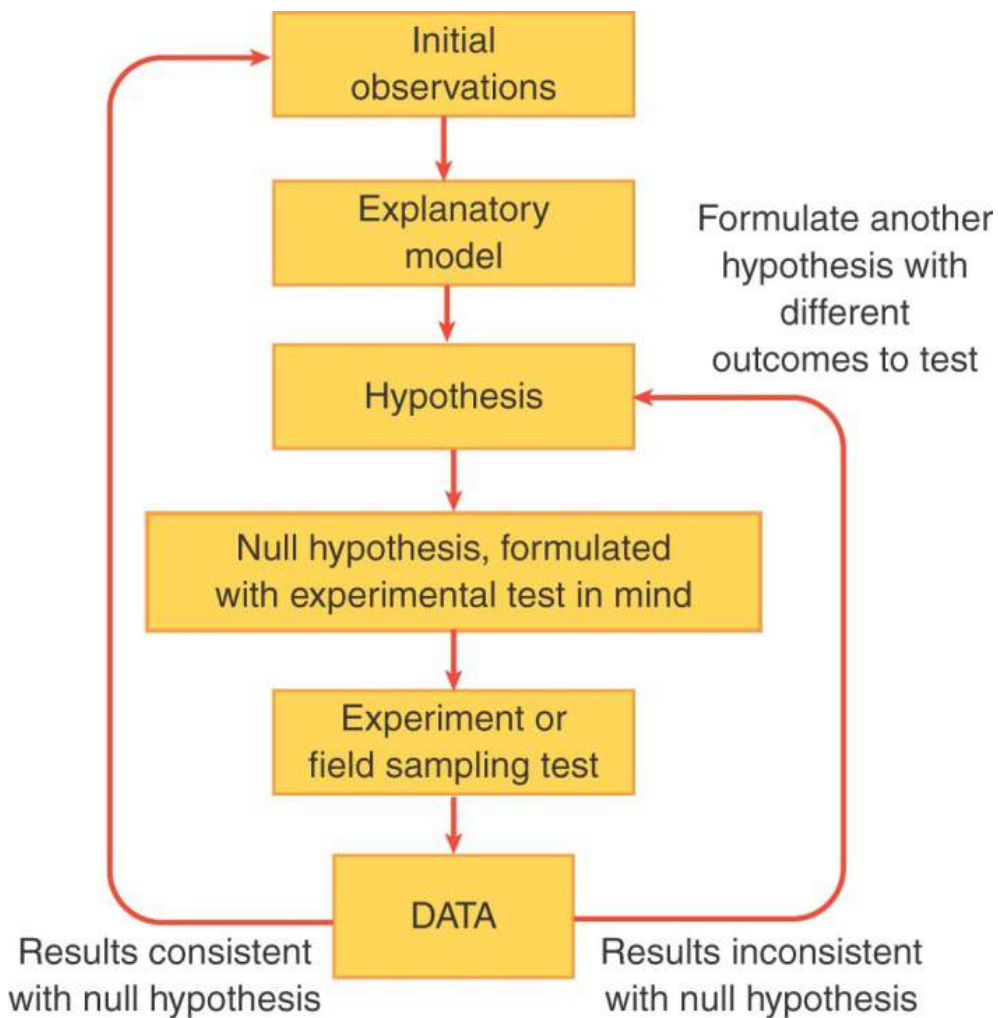 Initial
observations
Explanatory
model
Formulate another
hypothesis with
different
outcomes to test
Hypothesis
Null hypothesis, formulated
with experimental test in mind
Experiment or
field sampling test
DATA
Results consistent
with null hypothesis
Results inconsistent
with null hypothesis